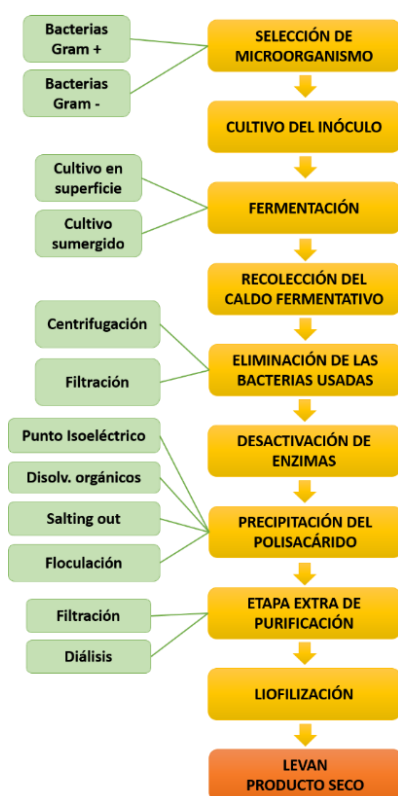 Bacterias
Gram +
Bacterias
Gram -
SELECCIÓN DE
MICROORGANISMO
CULTIVO DEL INÓCULO
Cultivo en
superficie
Cultivo
sumergido
FERMENTACIÓN
RECOLECCIÓN DEL
CALDO FERMENTATIVO
Centrifugación
Filtración
ELIMINACIÓN DE LAS
BACTERIAS USADAS
DESACTIVACIÓN DE
ENZIMAS
Punto Isoeléctrico
Disolv. orgánicos
Salting out
Floculación
PRECIPITACIÓN DEL
POLISACÁRIDO
Filtración
Diálisis
ETAPA EXTRA DE
PURIFICACIÓN
LIOFILIZACIÓN
LEVAN
PRODUCTO SECO